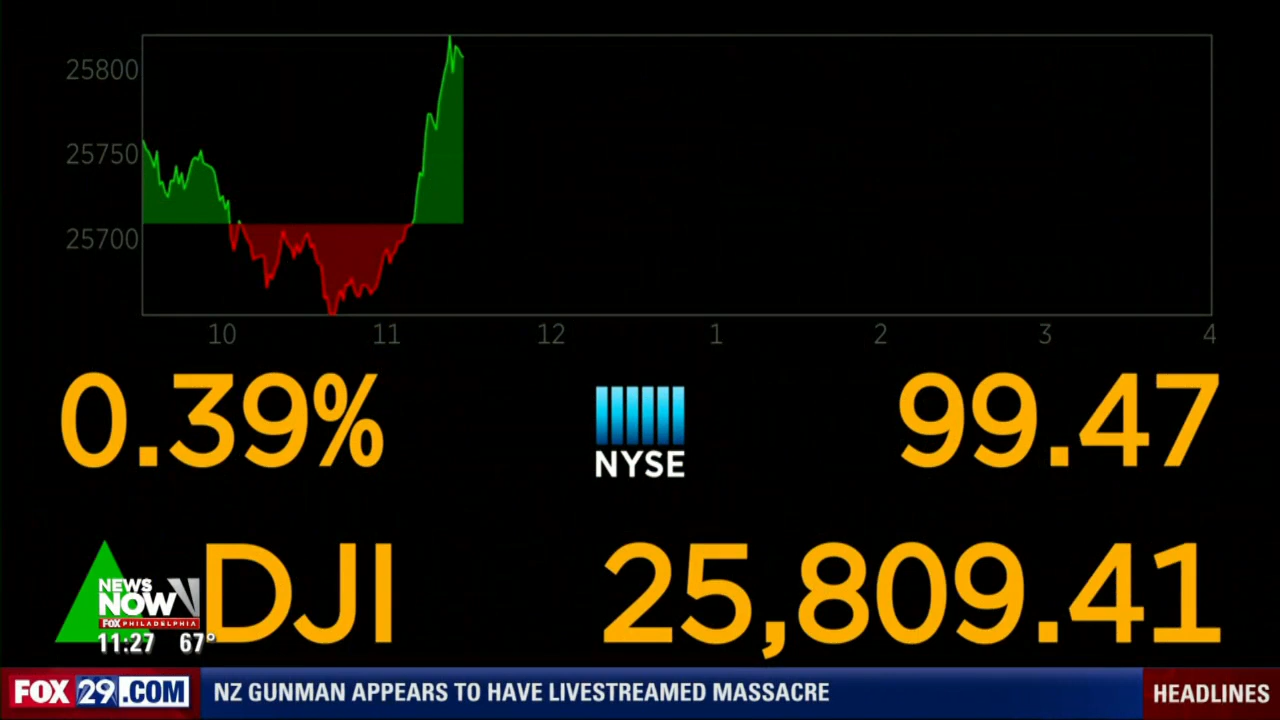 25800
25750
25700
10 11 12 1 2 3 4
0.39% NYSE 99.47
DJI 25,809.41
NEWS
NOW
FOX PHILADELPHIA
11:27 67°
FOX 29.COM NZ GUNMAN APPEARS TO HAVE LIVESTREAMED MASSACRE HEADLINES